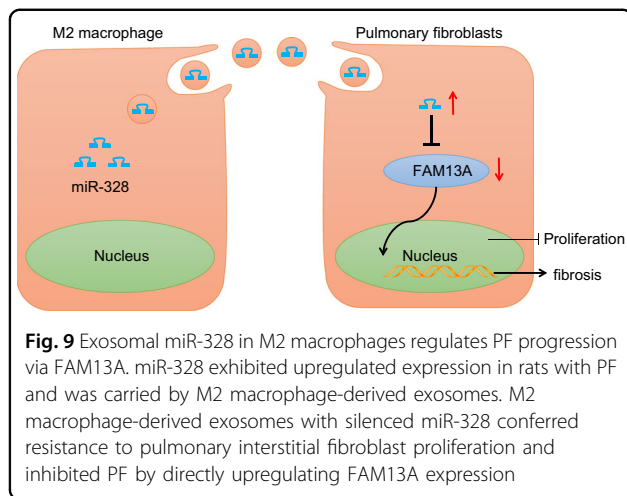 M2 macrophage
Pulmonary fibroblasts
miR-328
FAM13A
Nucleus
Nucleus
Proliferation
fibrosis
Fig. 9 Exosomal miR-328 in M2 macrophages regulates PF progression
via FAM13A. miR-328 exhibited upregulated expression in rats with PF
and was carried by M2 macrophage-derived exosomes. M2
macrophage-derived exosomes with silenced miR-328 conferred
resistance to pulmonary interstitial fibroblast proliferation and
inhibited PF by directly upregulating FAM13A expression